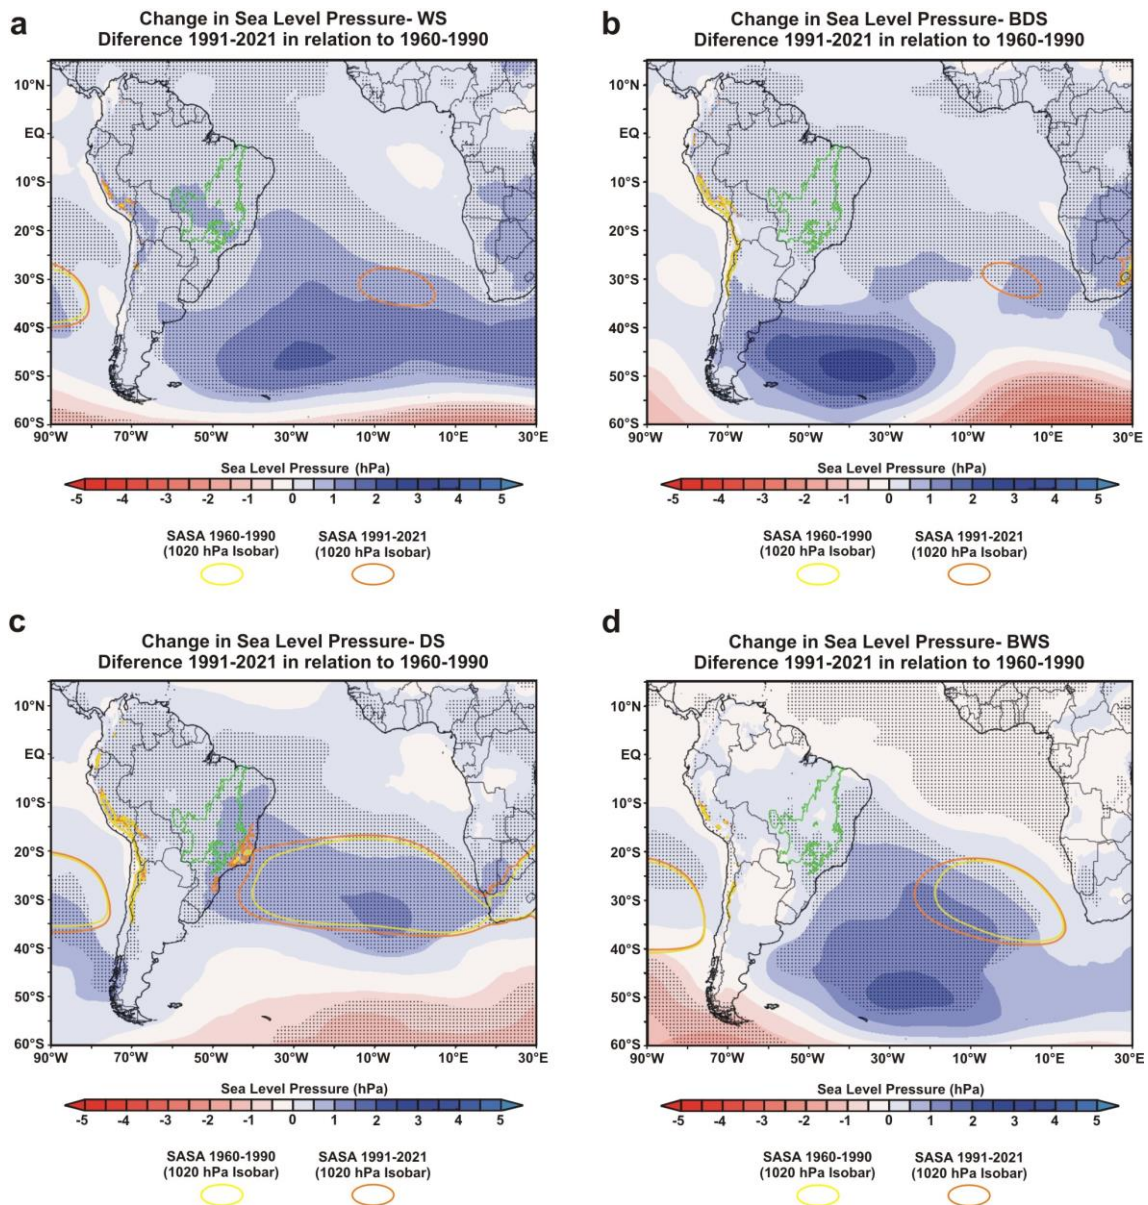 a
Change in Sea Level Pressure- WS
Diference 1991-2021 in relation to 1960-1990
10°N
EQ
10°S
20°S
30°S
40°S
50°S
60°S
90°W 70°W 50°W 30°W 10°W 10°E 30°E
Sea Level Pressure (hPa)
-5 -4 -3 -2 -1 0 1 2 3 4 5
SASA 1960-1990 SASA 1991-2021
(1020 hPa Isobar) (1020 hPa Isobar)
b
Change in Sea Level Pressure- BDS
Diference 1991-2021 in relation to 1960-1990
10°N
EQ
10°S
20°S
30°S
40°S
50°S
60°S
90°W 70°W 50°W 30°W 10°W 10°E 30°E
Sea Level Pressure (hPa)
-5 -4 -3 -2 -1 0 1 2 3 4 5
SASA 1960-1990 SASA 1991-2021
(1020 hPa Isobar) (1020 hPa Isobar)
c
Change in Sea Level Pressure- DS
Diference 1991-2021 in relation to 1960-1990
10°N
EQ
10°S
20°S
30°S
40°S
50°S
60°S
90°W 70°W 50°W 30°W 10°W 10°E 30°E
Sea Level Pressure (hPa)
-5 -4 -3 -2 -1 0 1 2 3 4 5
SASA 1960-1990 SASA 1991-2021
(1020 hPa Isobar) (1020 hPa Isobar)
d
Change in Sea Level Pressure- BWS
Diference 1991-2021 in relation to 1960-1990
10°N
EQ
10°S
20°S
30°S
40°S
50°S
60°S
90°W 70°W 50°W 30°W 10°W 10°E 30°E
Sea Level Pressure (hPa)
-5 -4 -3 -2 -1 0 1 2 3 4 5
SASA 1960-1990 SASA 1991-2021
(1020 hPa Isobar) (1020 hPa Isobar)